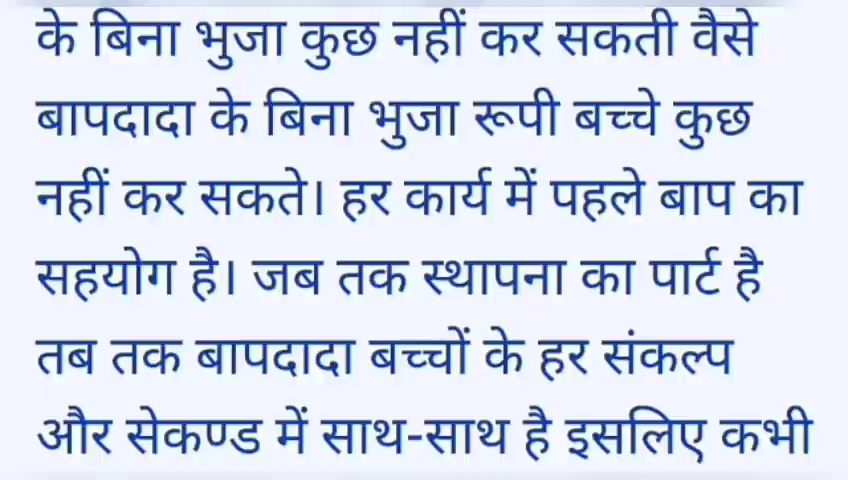 के बिना भुजा कुछ नहीं कर सकती वैसे
बापदादा के बिना भुजा रूपी बच्चे कुछ
नहीं कर सकते। हर कार्य में पहले बाप का
सहयोग है। जब तक स्थापना का पार्ट है
तब तक बापदादा बच्चों के हर संकल्प
और सेकण्ड में साथ-साथ है इसलिए कभी